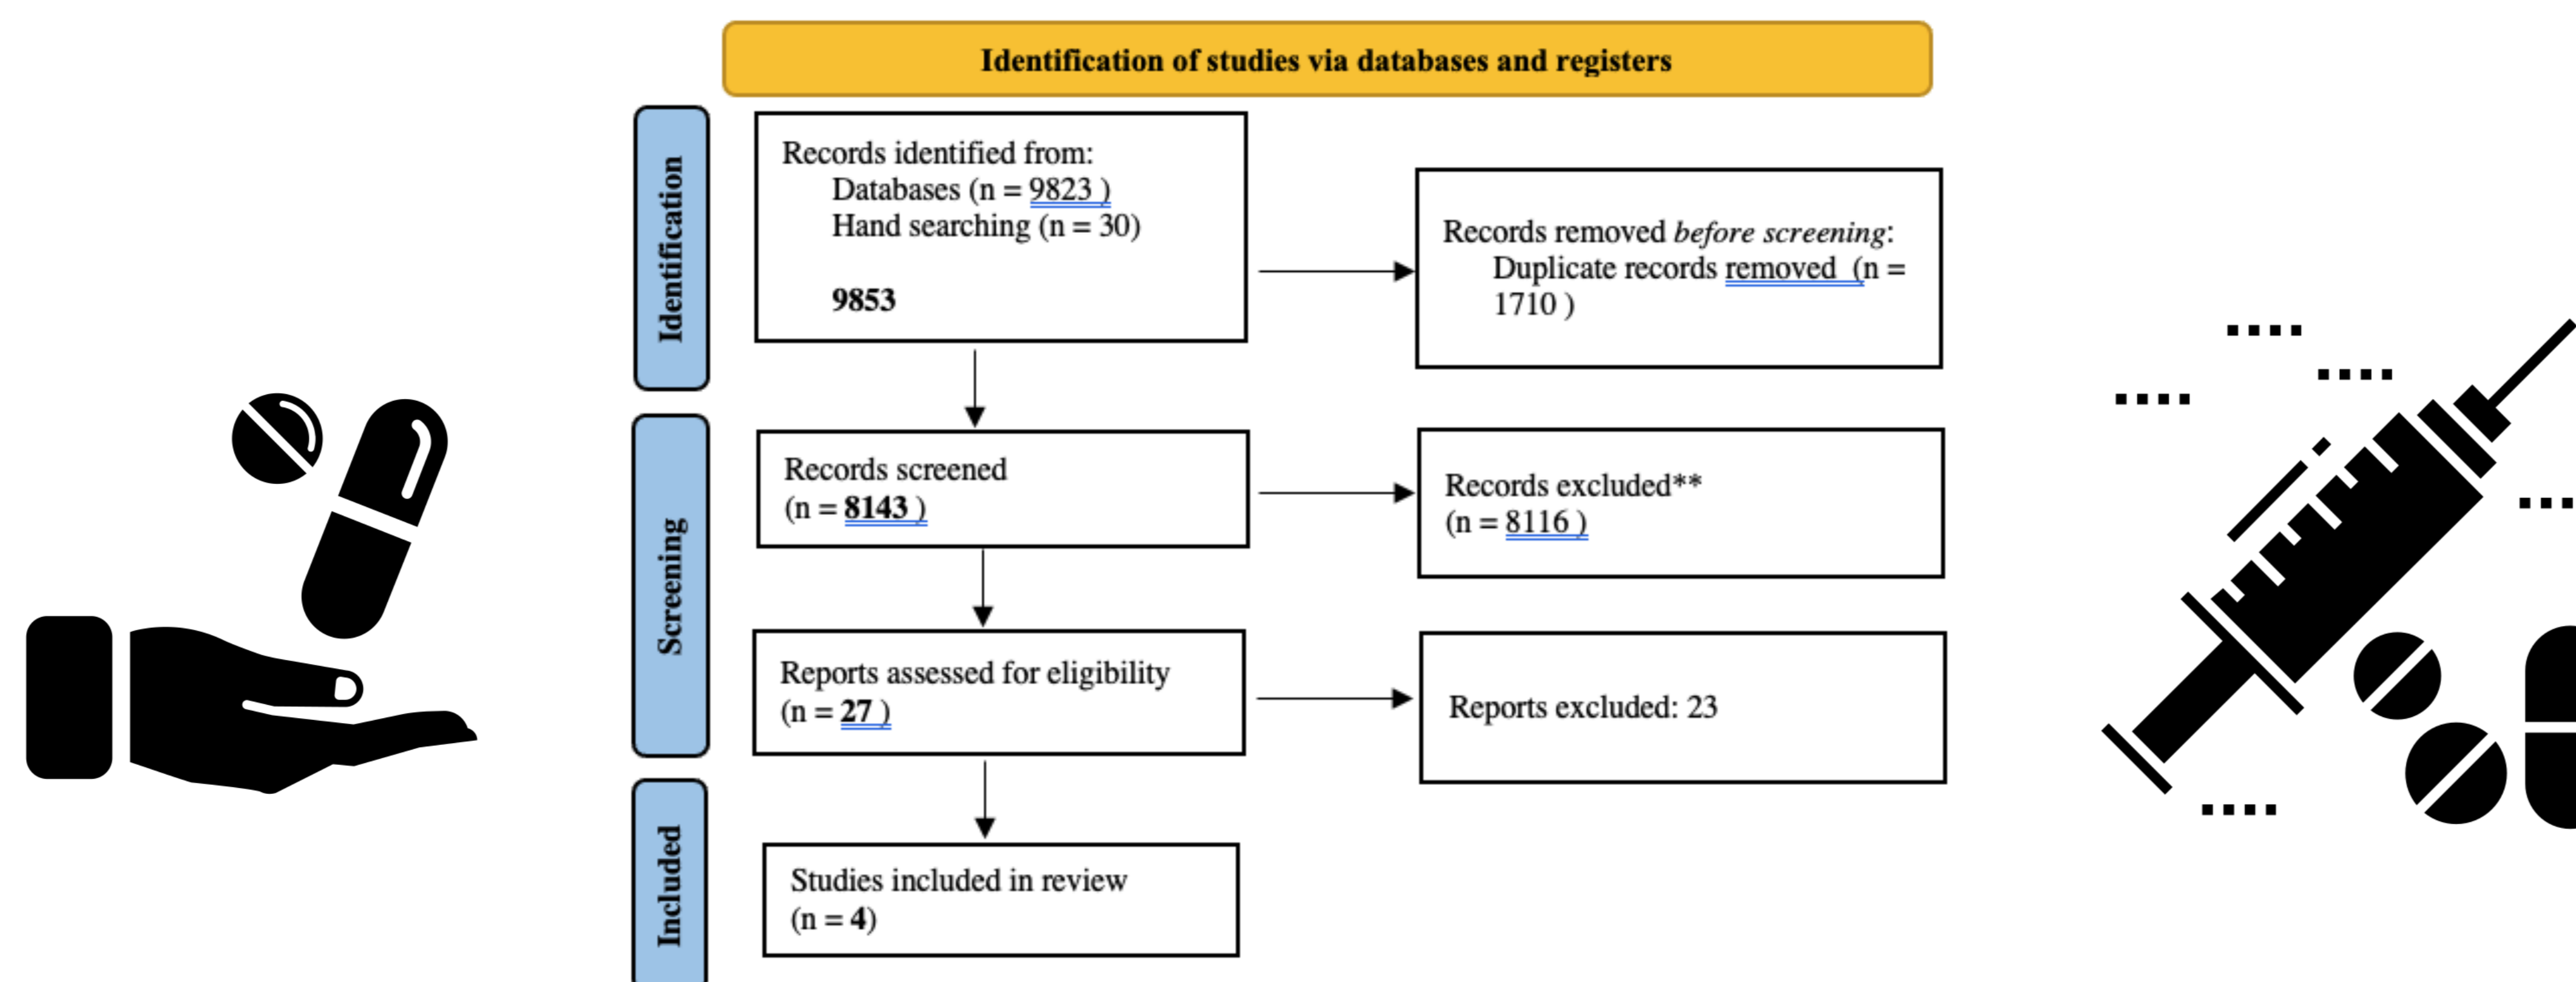 Identification of studies via databases and registers
Identification
Records identified from:
Databases (n = 9823 )
Hand searching (n = 30)
9853
Records removed before screening:
Duplicate records removed  (n =
1710 )
Screening
Records screened
(n = 8143 )
Records excluded**
(n = 8116 )
Reports assessed for eligibility
(n = 27 )
Reports excluded: 23
Included
Studies included in review
(n = 4)